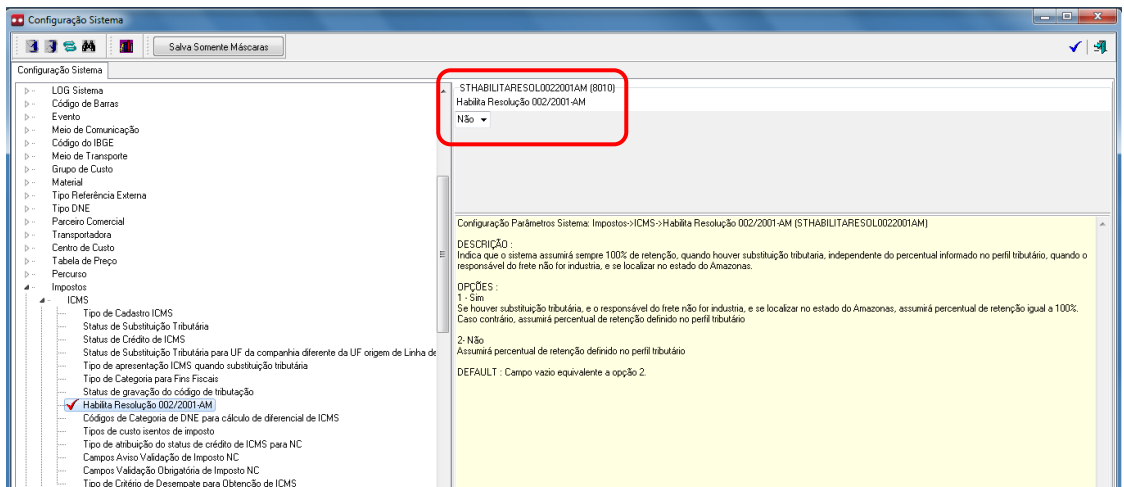 Configuração Sistema
Salva Somente Máscaras
Configuração Sistema
LOG Sistema
Código de Barras
Evento
Meio de Comunicação
Código do IBGE
Meio de Transporte
Grupo de Custo
Material
Tipo Referência Externa
Tipo DNE
Parceiro Comercial
Transportadora
Centro de Custo
Tabela de Preço
Percurso
Impostos
ICMS
Tipo de Cadastro ICMS
Status de Substituição Tributária
Status de Crédito de ICMS
Status de Substituição Tributária para UF da companhia diferente da UF origem de Linha de
Tipo de apresentação ICMS quando substituição tributária
Tipo de Categoria para Fins Fiscais
Status de gravação do código de tributação
Habilita Resolução 002/2001-AM
Códigos de Categoria de DNE para cálculo de diferencial de ICMS
Tipos de custo isentos de imposto
Tipo de atribuição do status de crédito de ICMS para NC
Campos Aviso Validação de Imposto NC
Campos Validação Obrigatória de Imposto NC
Tipo de Critério de Desempate para Obtenção de ICMS
STHABILITARESOL0022001AM (8010)
Habilita Resolução 002/2001-AM
Não
Configuração Parâmetros Sistema: Impostos->ICMS->Habilita Resolução 002/2001-AM (STHABILITARESOL0022001AM)
DESCRIÇÃO :
Indica que o sistema assumirá sempre 100% de retenção, quando houver substituição tributaria, independente do percentual informado no perfil tributário, quando o
responsável do frete não for industria, e se localizar no estado do Amazonas.
OPÇÕES :
1 - Sim
Se houver substituição tributária, e o responsável do frete não for industria, e se localizar no estado do Amazonas, assumirá percentual de retenção igual a 100%.
Caso contrário, assumirá percentual de retenção definido no perfil tributário
2- Não
Assumirá percentual de retenção definido no perfil tributário
DEFAULT : Campo vazio equivalente a opção 2.